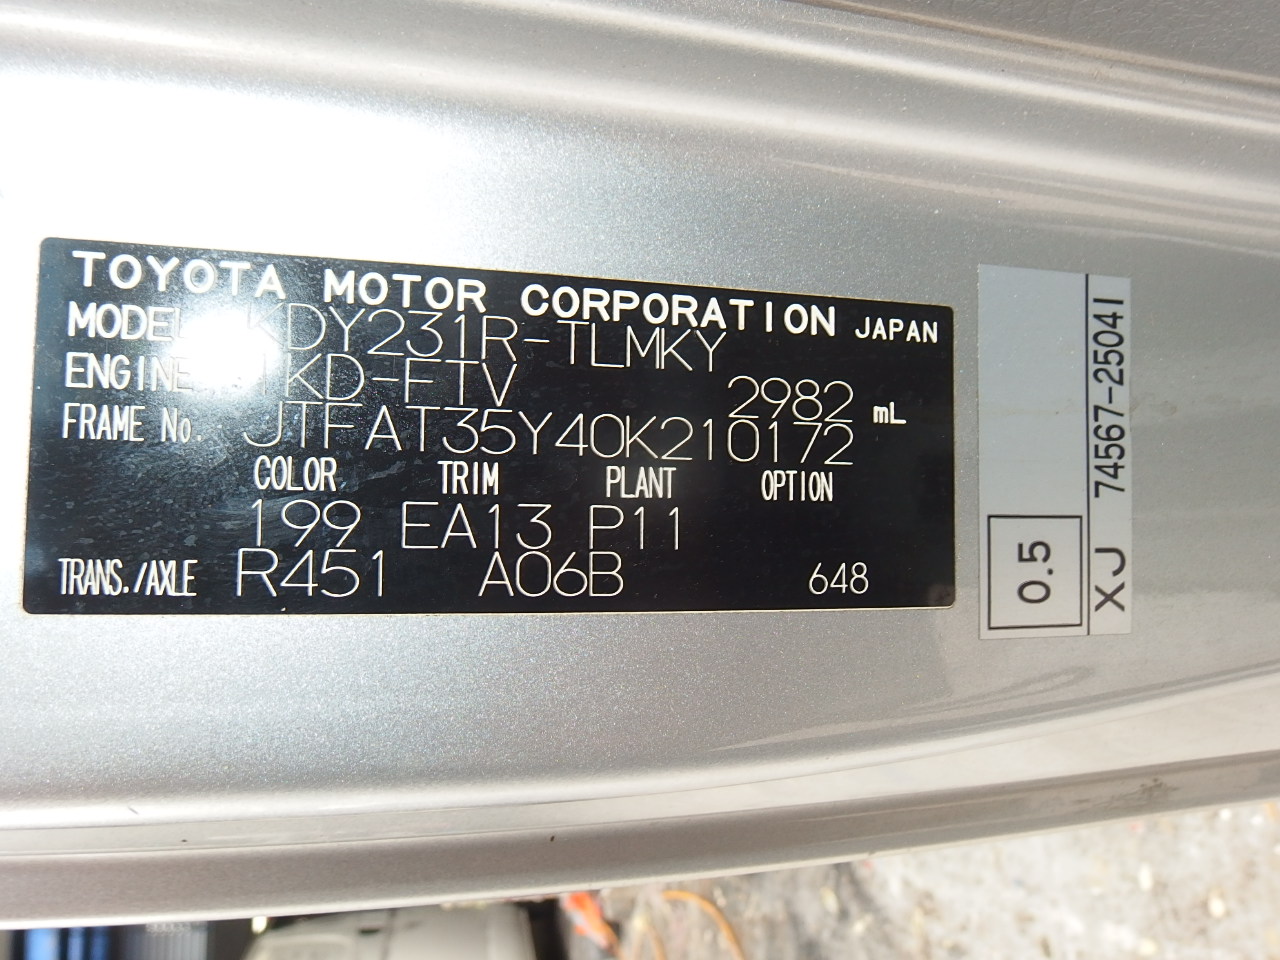 TOYOTA MOTOR CORPORATION JAPAN
MODEL KDY231R-TLMKY
ENGINE 1KD-FTV 2982 mL
FRAME No. JTFAT35Y40K210172
COLOR TRIM PLANT OPTION
199 EA13 P11
TRANS./AXLE R451 A06B 648
0.5
XJ 74567-25041